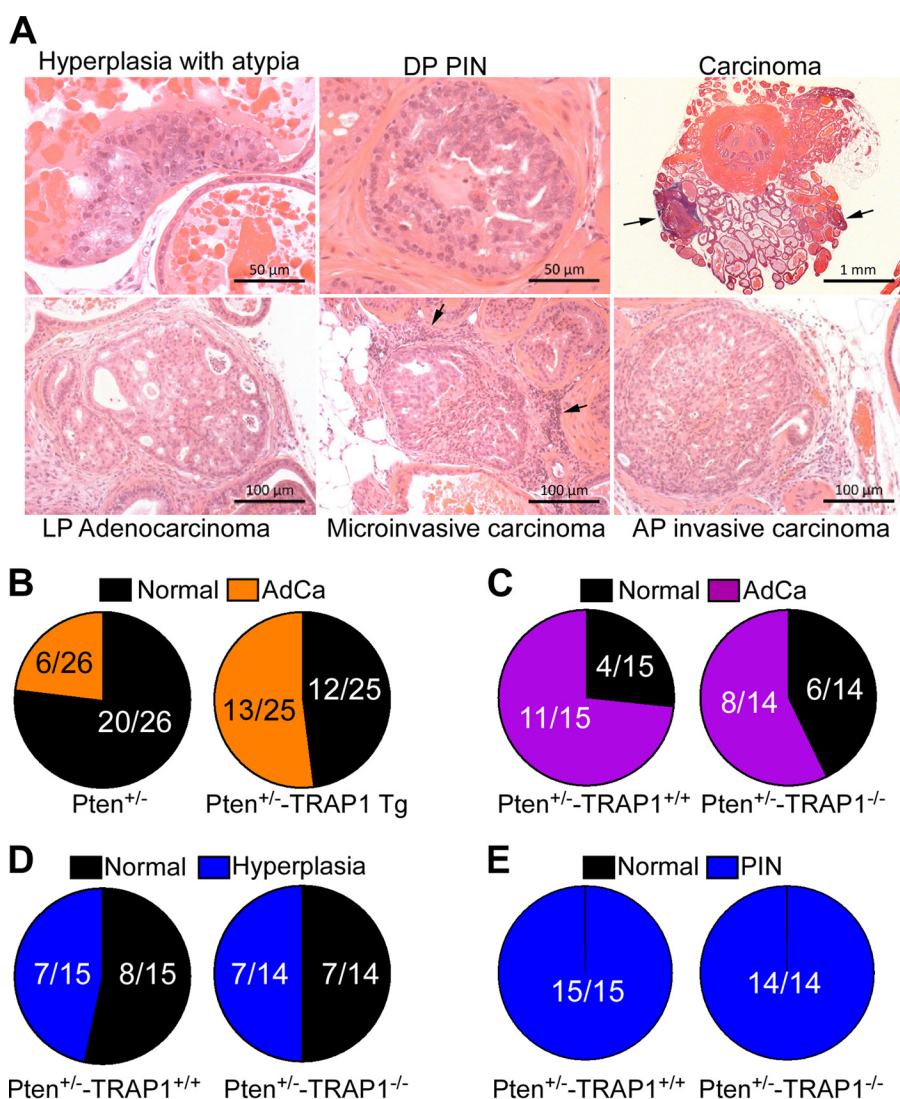 A
Hyperplasia with atypia DP PIN Carcinoma
50 µm 50 µm 1 mm
100 µm 100 µm 100 µm
LP Adenocarcinoma Microinvasive carcinoma AP invasive carcinoma
B Normal AdCa C Normal AdCa
6/26 20/26 13/25 12/25 11/15 4/15 8/14 6/14
Pten+/- Pten+/--TRAP1 Tg Pten+/--TRAP1+/+ Pten+/--TRAP1-/-
D Normal Hyperplasia E Normal PIN
7/15 8/15 7/14 7/14 15/15 14/14
Pten+/--TRAP1+/+ Pten+/--TRAP1-/- Pten+/--TRAP1+/+ Pten+/--TRAP1-/-